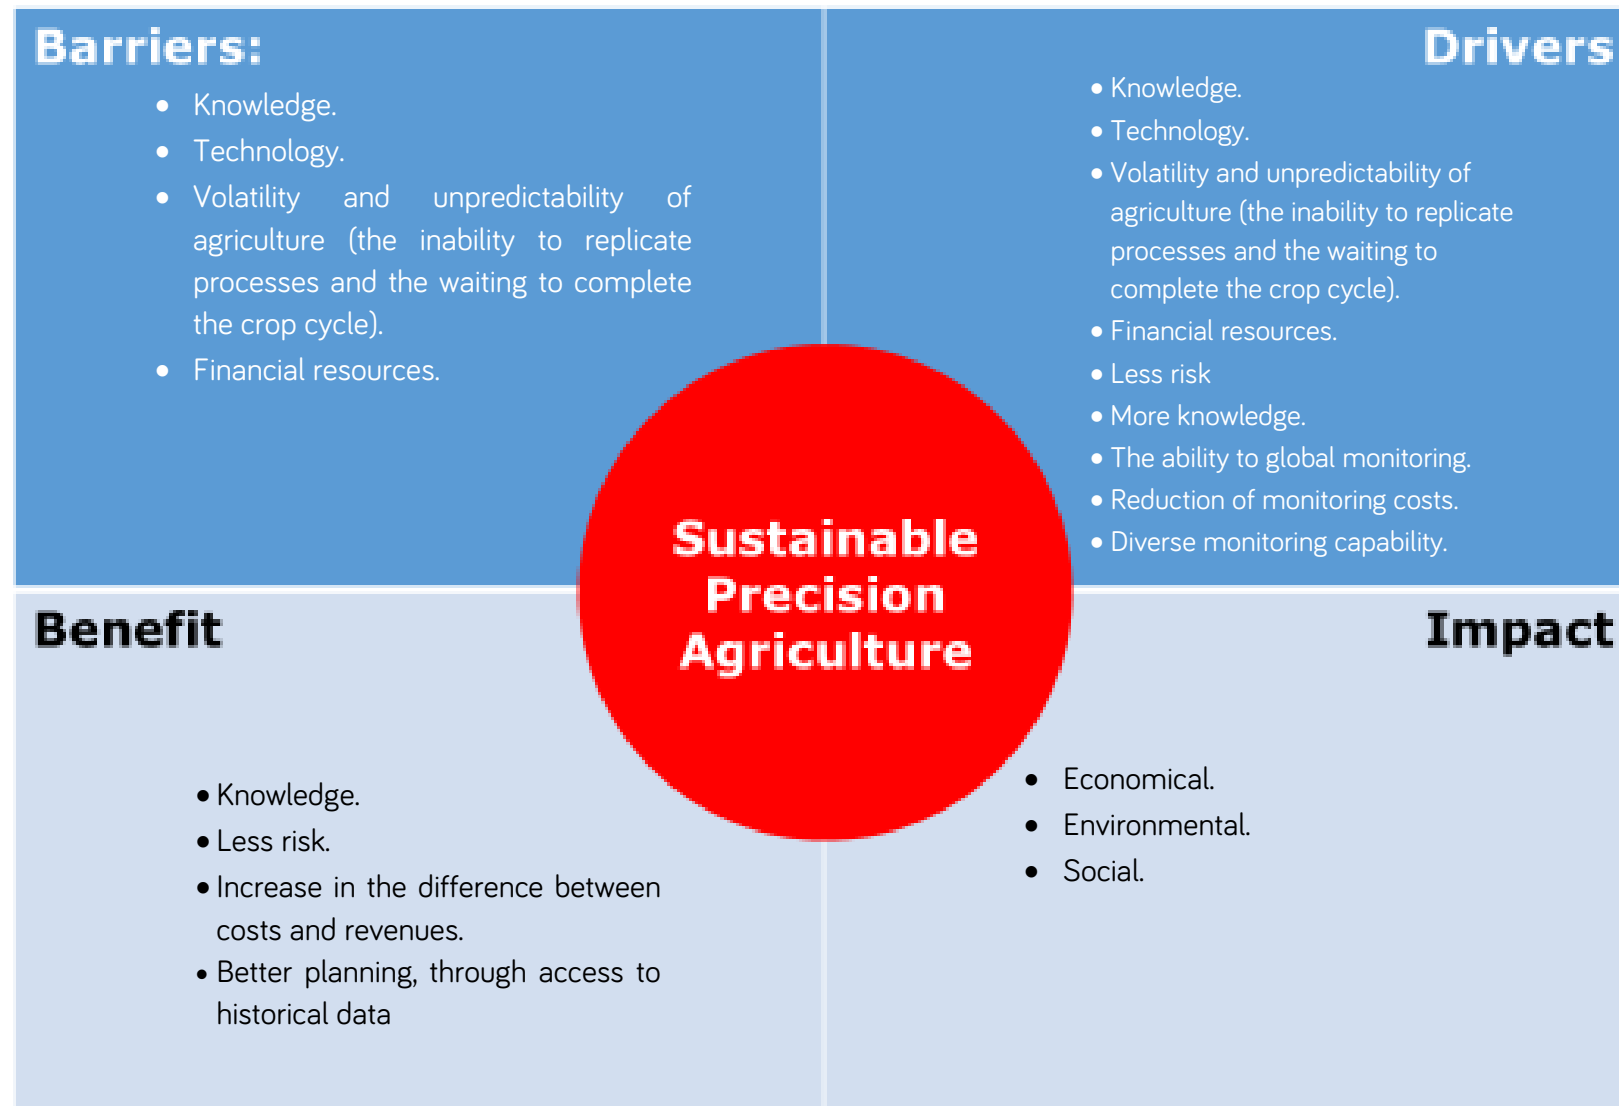 Barriers:
• Knowledge.
• Technology.
• Volatility and unpredictability of
agriculture (the inability to replicate
processes and the waiting to complete
the crop cycle).
• Financial resources.
Drivers
• Knowledge.
• Technology.
• Volatility and unpredictability of
agriculture (the inability to replicate
processes and the waiting to
complete the crop cycle).
• Financial resources.
• Less risk
• More knowledge.
• The ability to global monitoring.
• Reduction of monitoring costs.
• Diverse monitoring capability.
Sustainable
Precision
Agriculture
Benefit
• Knowledge.
• Less risk.
• Increase in the difference between
costs and revenues.
• Better planning, through access to
historical data
Impact
• Economical.
• Environmental.
• Social.